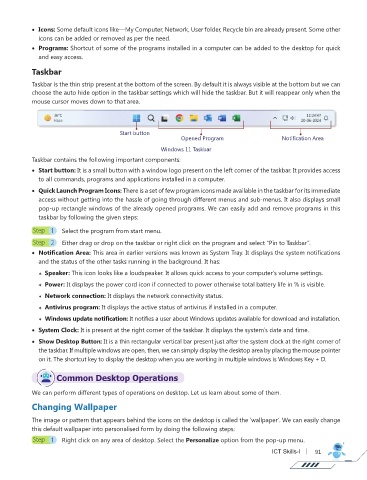 • Icons: Some default icons like—My Computer, Network, User folder, Recycle bin are already present. Some other
icons can be added or removed as per the need.
• Programs: Shortcut of some of the programs installed in a computer can be added to the desktop for quick
and easy access.
Taskbar
Taskbar is the thin strip present at the bottom of the screen. By default it is always visible at the bottom but we can
choose the auto hide option in the taskbar settings which will hide the taskbar. But it will reappear only when the
mouse cursor moves down to that area.
Start button
Opened Program
Notification Area
Windows 11 Taskbar
Taskbar contains the following important components:
• Start button: It is a small button with a window logo present on the left corner of the taskbar. It provides access
to all commands, programs and applications installed in a computer.
• Quick Launch Program Icons: There is a set of few program icons made available in the taskbar for its immediate
access without getting into the hassle of going through different menus and sub-menus. It also displays small
pop-up rectangle windows of the already opened programs. We can easily add and remove programs in this
taskbar by following the given steps:
Step 1 Select the program from start menu.
Step 2 Either drag or drop on the taskbar or right click on the program and select "Pin to Taskbar".
• Notification Area: This area in earlier versions was known as System Tray. It displays the system notifications
and the status of the other tasks running in the background. It has:
Speaker: This icon looks like a loudspeaker. It allows quick access to your computer's volume settings.
Power: It displays the power cord icon if connected to power otherwise total battery life in % is visible.
Network connection: It displays the network connectivity status.
Antivirus program: It displays the active status of antivirus if installed in a computer.
Windows update notification: It notifies a user about Windows updates available for download and installation.
• System Clock: It is present at the right corner of the taskbar. It displays the system's date and time.
• Show Desktop Button: It is a thin rectangular vertical bar present just after the system clock at the right corner of
the taskbar. If multiple windows are open, then, we can simply display the desktop area by placing the mouse pointer
on it. The shortcut key to display the desktop when you are working in multiple windows is Windows Key + D.
Common Desktop Operations
We can perform different types of operations on desktop. Let us learn about some of them.
Changing Wallpaper
The image or pattern that appears behind the icons on the desktop is called the 'wallpaper'. We can easily change
this default wallpaper into personalised form by doing the following steps:
Step 1 Right click on any area of desktop. Select the Personalize option from the pop-up menu.
ICT Skills-I 91